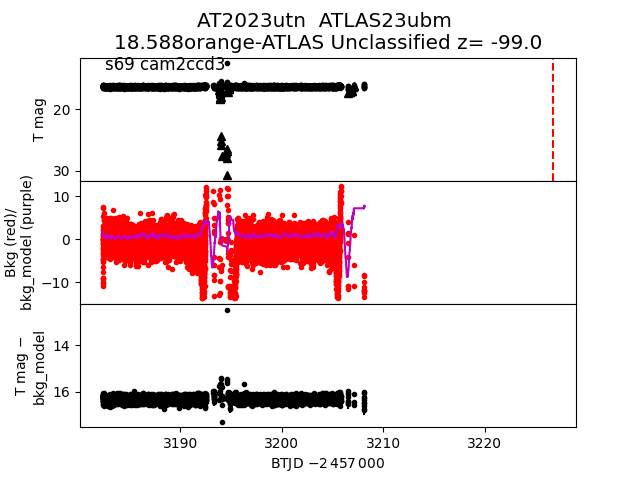 AT2023utn  ATLAS23ubm
18.588orange-ATLAS Unclassified z= -99.0
s69 cam2ccd3
T mag
20
30
Bkg (red)/
bkg_model (purple)
10
0
−10
T mag −
bkg_model
14
16
3190 3200 3210 3220
BTJD −2 457 000